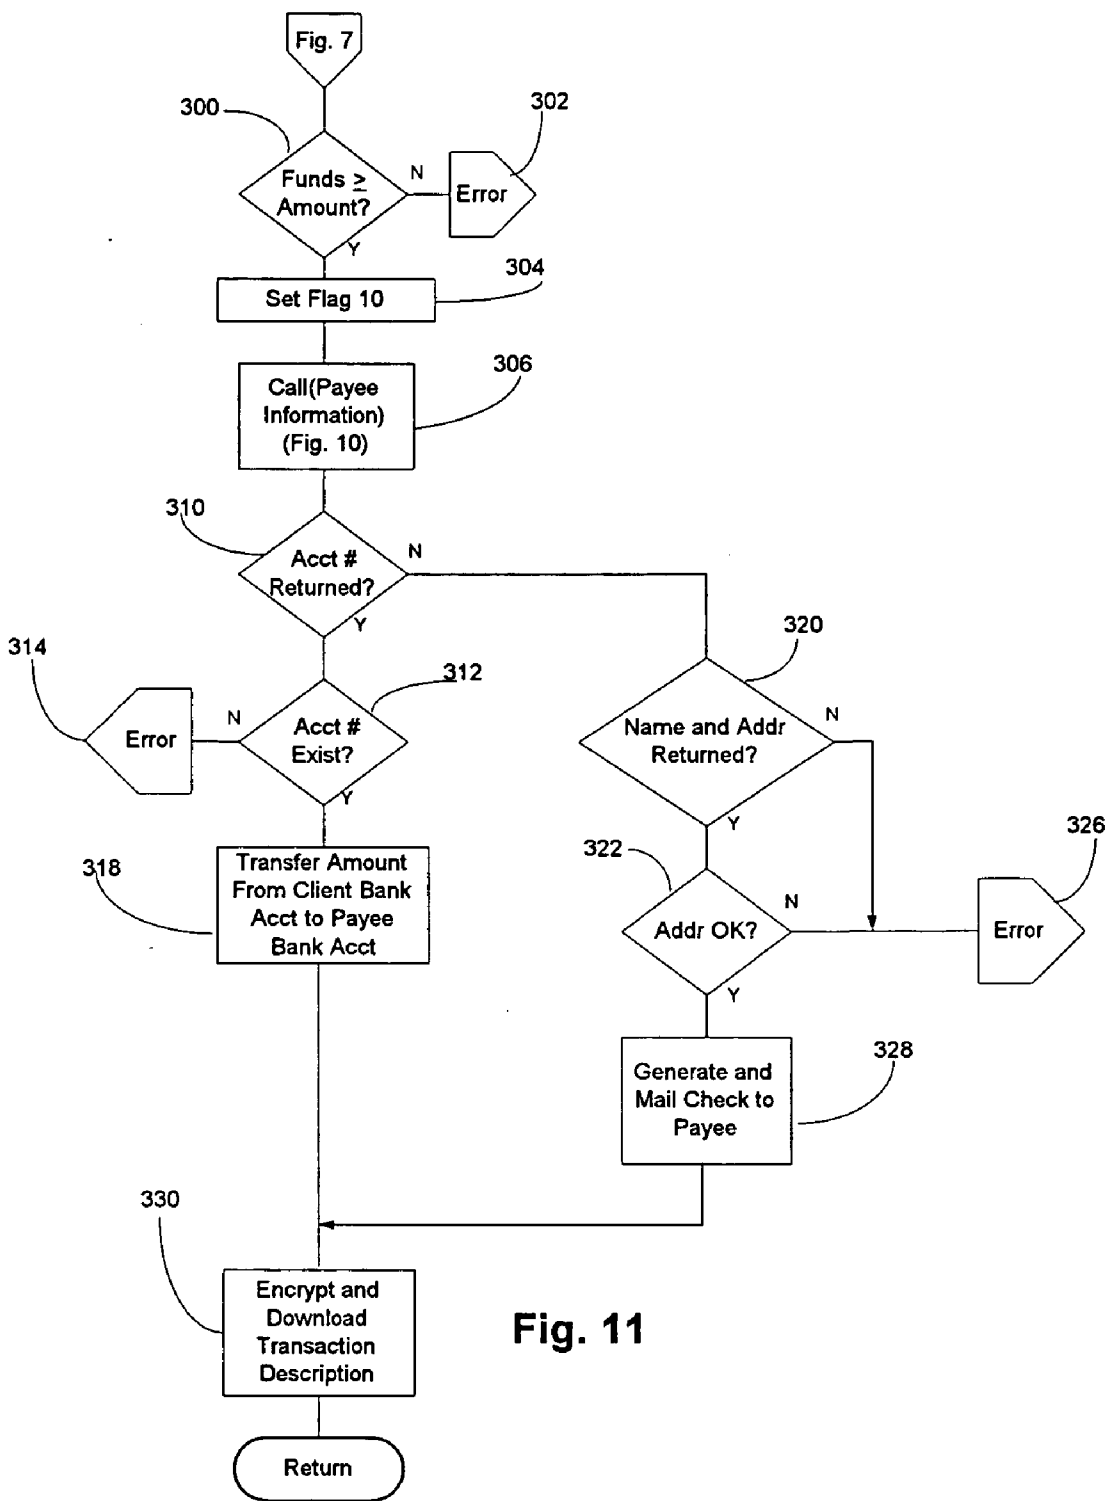 Fig. 7
300
302
Funds ≥
Amount?
N
Error
Y
304
Set Flag 10
306
Call(Payee
Information)
(Fig. 10)
310
Acct #
Returned?
N
Y
320
314
312
Error
N
Acct #
Exist?
Y
Name and Addr
Returned?
N
Y
318
Transfer Amount
From Client Bank
Acct to Payee
Bank Acct
322
326
Addr OK?
N
Error
Y
328
Generate and
Mail Check to
Payee
330
Encrypt and
Download
Transaction
Description
Fig. 11
Return